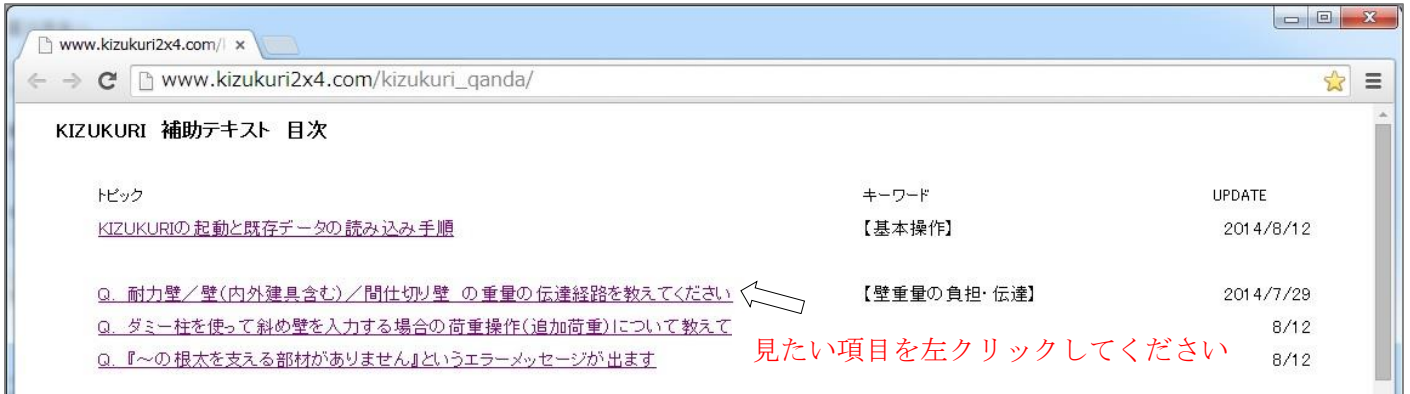 www.kizukuri2x4.com/
www.kizukuri2x4.com/kizukuri_qanda/
KIZUKURI 補助テキスト 目次
トピック キーワード UPDATE
KIZUKURIの起動と既存データの読み込み手順 【基本操作】 2014/8/12
Q. 耐力壁／壁(内外建具含む)／間仕切り壁 の重量の伝達経路を教えてください 【壁重量の負担・伝達】 2014/7/29
Q. ダミー柱を使って斜め壁を入力する場合の荷重操作(追加荷重)について教えて 8/12
見たい項目を左クリックしてください
Q. 『～の根太を支える部材がありません』というエラーメッセージが出ます 8/12